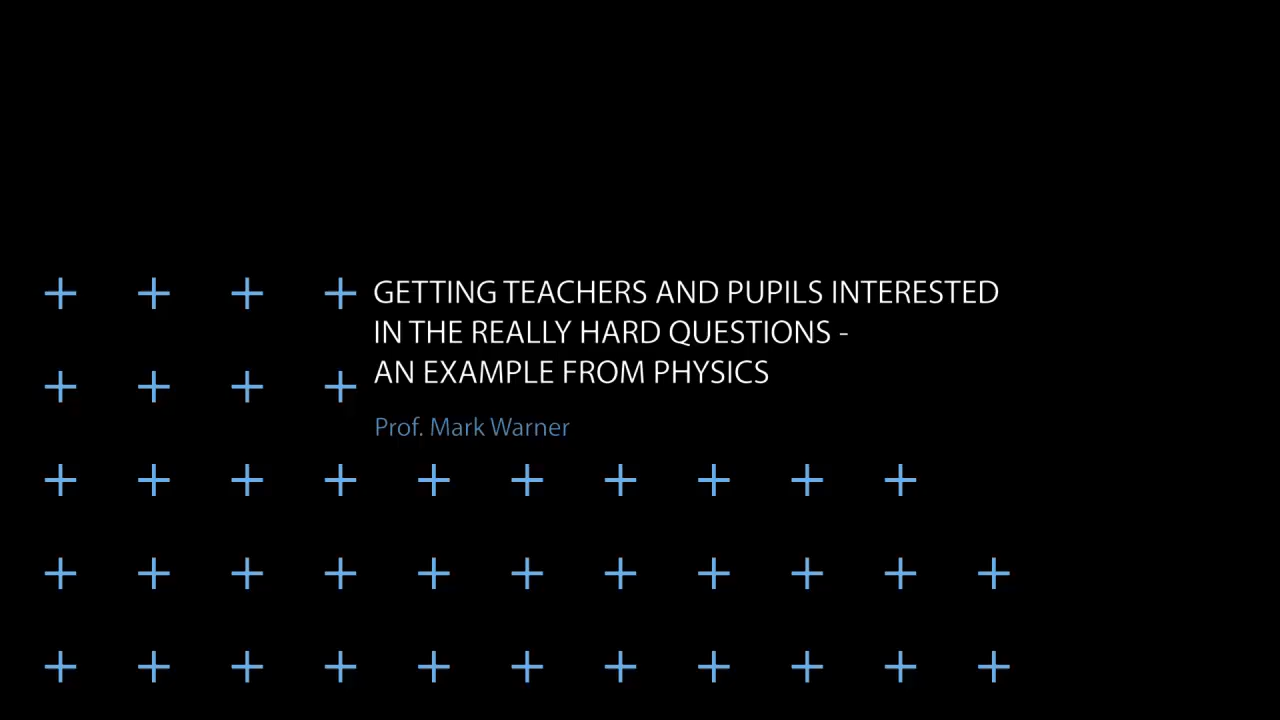 GETTING TEACHERS AND PUPILS INTERESTED
IN THE REALLY HARD QUESTIONS -
AN EXAMPLE FROM PHYSICS
Prof. Mark Warner